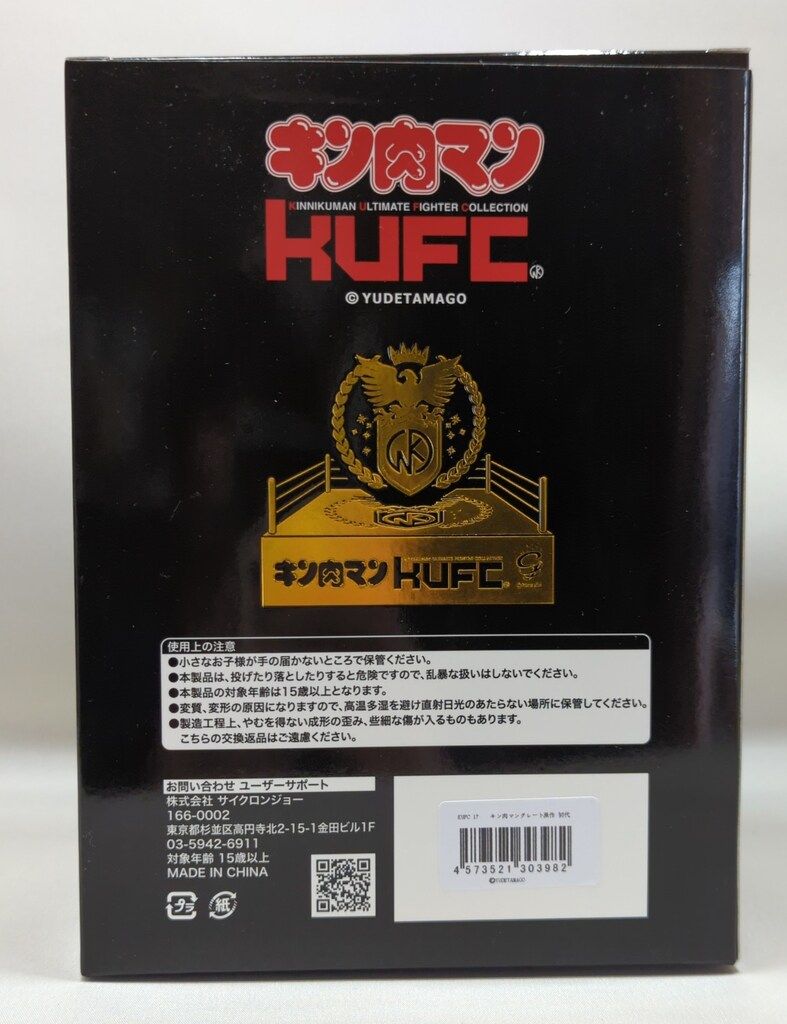 キン肉マン
KINNIKUMAN ULTIMATE FIGHTER COLLECTION
KUFC
© YUDETAMAGO
キン肉マン KUFC
使用上の注意
●小さなお子様が手の届かないところで保管ください。
●本製品は、投げたり落としたりすると危険ですので、乱暴な扱いはしないでください。
●本製品の対象年齢は15歳以上となります。
●変質、変形の原因になりますので、高温多湿を避け直射日光のあたらない場所に保管してください。
●製造工程上、やむを得ない成形の歪み、些細な傷が入るものもあります。
こちらの交換返品はご遠慮ください。
お問い合わせ ユーザーサポート
株式会社 サイクロンジョー
166-0002
東京都杉並区高円寺北2-15-1金田ビル1F
03-5942-6911
対象年齢 15歳以上
MADE IN CHINA
プラ 紙
KUFC 17 キン肉マングレート原作 初代
4 573521 303982
©YUDETAMAGO